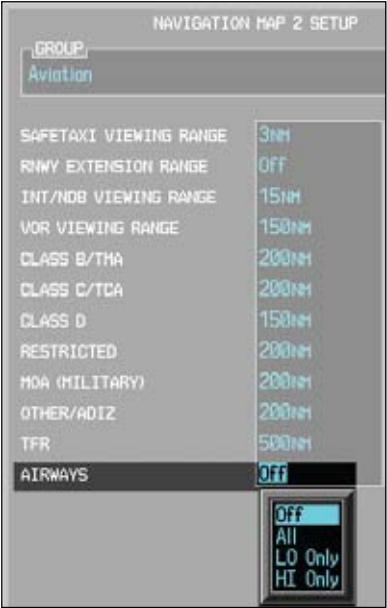 NAVIGATION MAP 2 SETUP
GROUP
Aviation
SAFETAXI VIEWING RANGE 3NM
RNWY EXTENSION RANGE Off
INT/NDB VIEWING RANGE 15NM
VOR VIEWING RANGE 150NM
CLASS B/TMA 200NM
CLASS C/TCA 200NM
CLASS D 150NM
RESTRICTED 200NM
MOA (MILITARY) 200NM
OTHER/ADIZ 200NM
TFR 500NM
AIRWAYS Off
Off
All
LO Only
HI Only